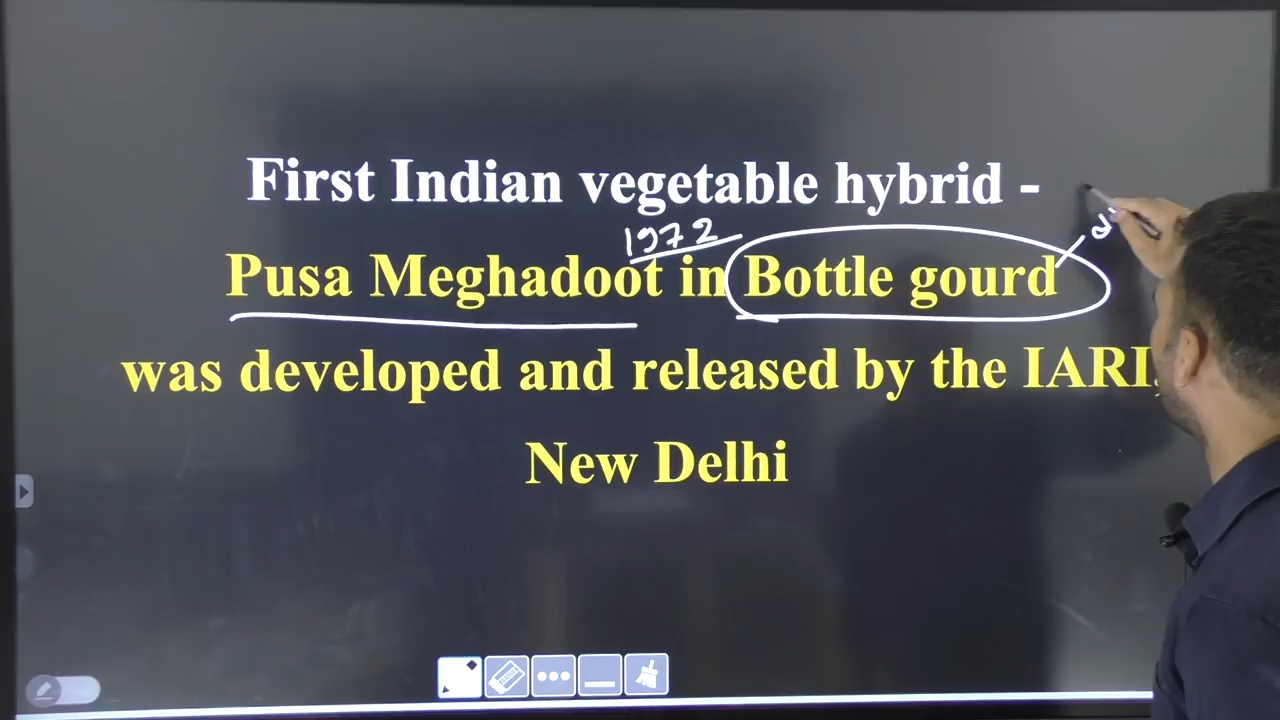 First Indian vegetable hybrid -
1972
Pusa Meghadoot in Bottle gourd
was developed and released by the IARI,
New Delhi